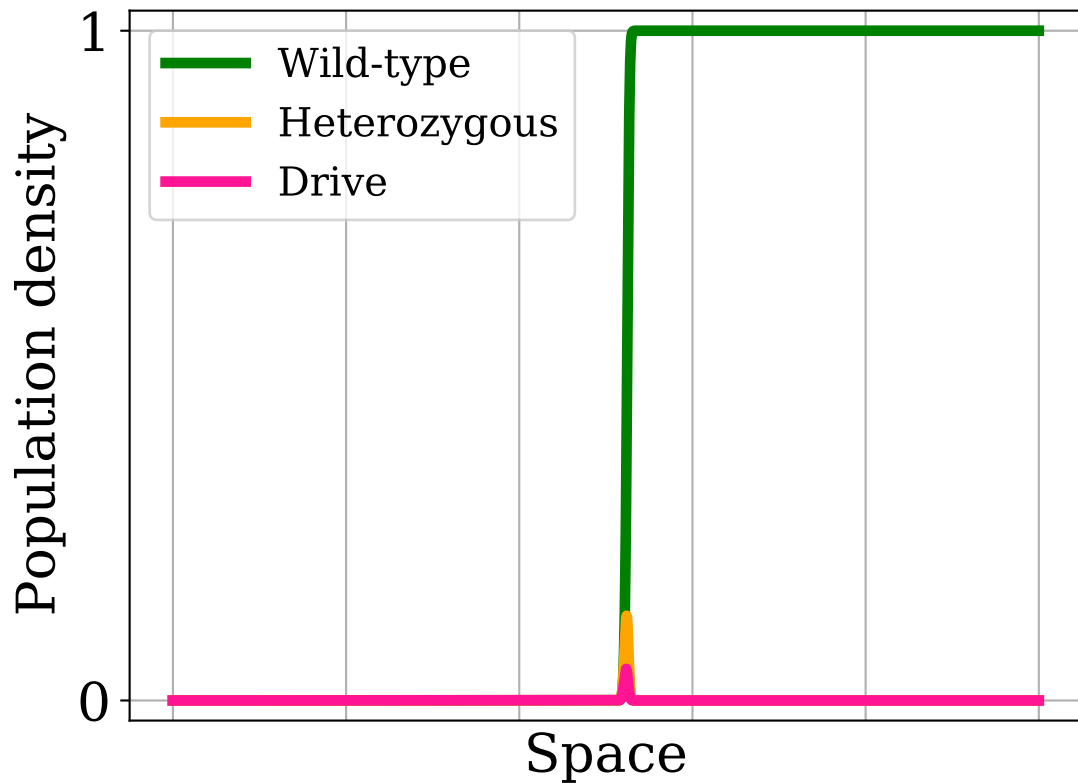 1
Wild-type
Heterozygous
Drive
Population density
0
Space